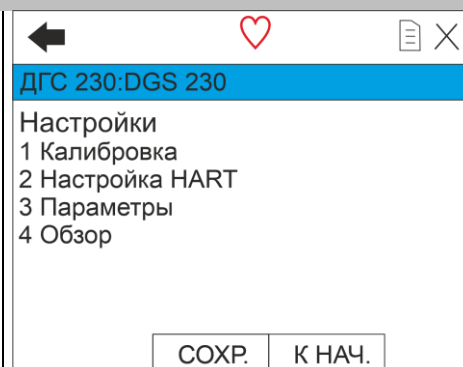 ДГС 230:DGS 230
Настройки
1 Калибровка
2 Настройка HART
3 Параметры
4 Обзор
СОХР. К НАЧ.